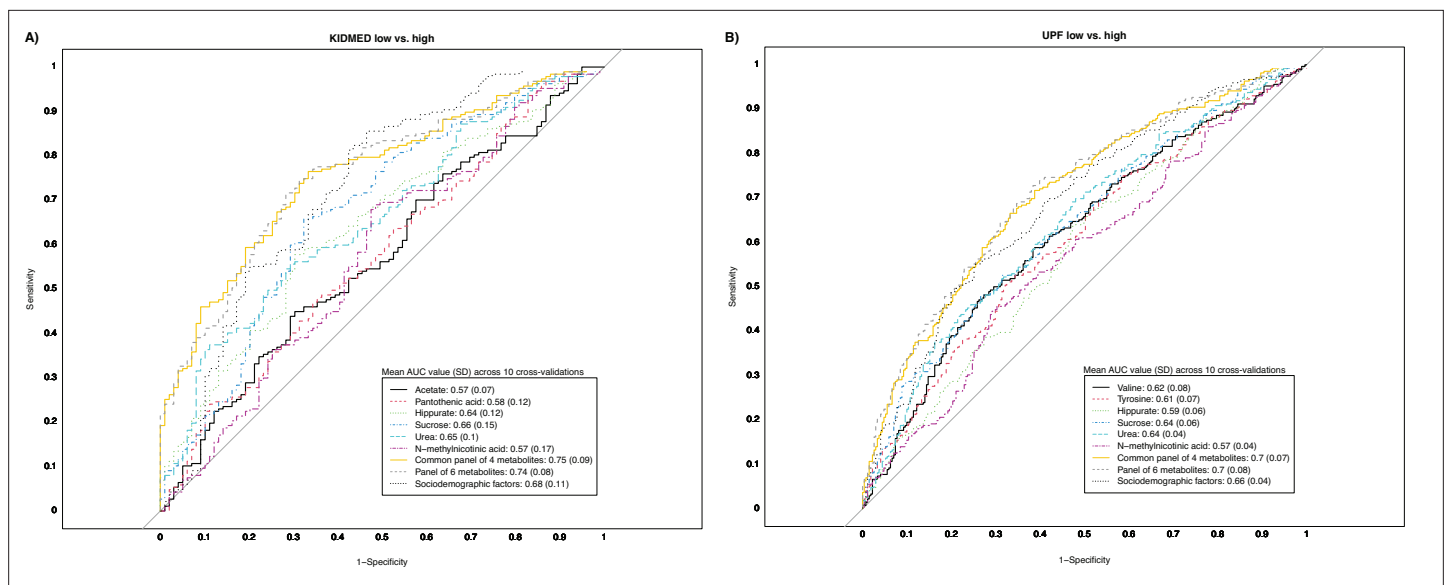 A)
KIDMED low vs. high
1
0.9
0.8
0.7
0.6
0.5
0.4
0.3
0.2
0.1
0
Sensitivity
Mean AUC value (SD) across 10 cross-validations
Acetate: 0.57 (0.07)
Pantothenic acid: 0.58 (0.12)
Hippurate: 0.64 (0.12)
Sucrose: 0.66 (0.15)
Urea: 0.65 (0.1)
N−methylnicotinic acid: 0.57 (0.17)
Common panel of 4 metabolites: 0.75 (0.09)
Panel of 6 metabolites: 0.74 (0.08)
Sociodemographic factors: 0.68 (0.11)
0 0.1 0.2 0.3 0.4 0.5 0.6 0.7 0.8 0.9 1
1−Specificity
B)
UPF low vs. high
1
0.9
0.8
0.7
0.6
0.5
0.4
0.3
0.2
0.1
0
Sensitivity
Mean AUC value (SD) across 10 cross-validations
Valine: 0.62 (0.08)
Tyrosine: 0.61 (0.07)
Hippurate: 0.59 (0.06)
Sucrose: 0.64 (0.06)
Urea: 0.64 (0.04)
N−methylnicotinic acid: 0.57 (0.04)
Common panel of 4 metabolites: 0.7 (0.07)
Panel of 6 metabolites: 0.7 (0.08)
Sociodemographic factors: 0.66 (0.04)
0 0.1 0.2 0.3 0.4 0.5 0.6 0.7 0.8 0.9 1
1−Specificity